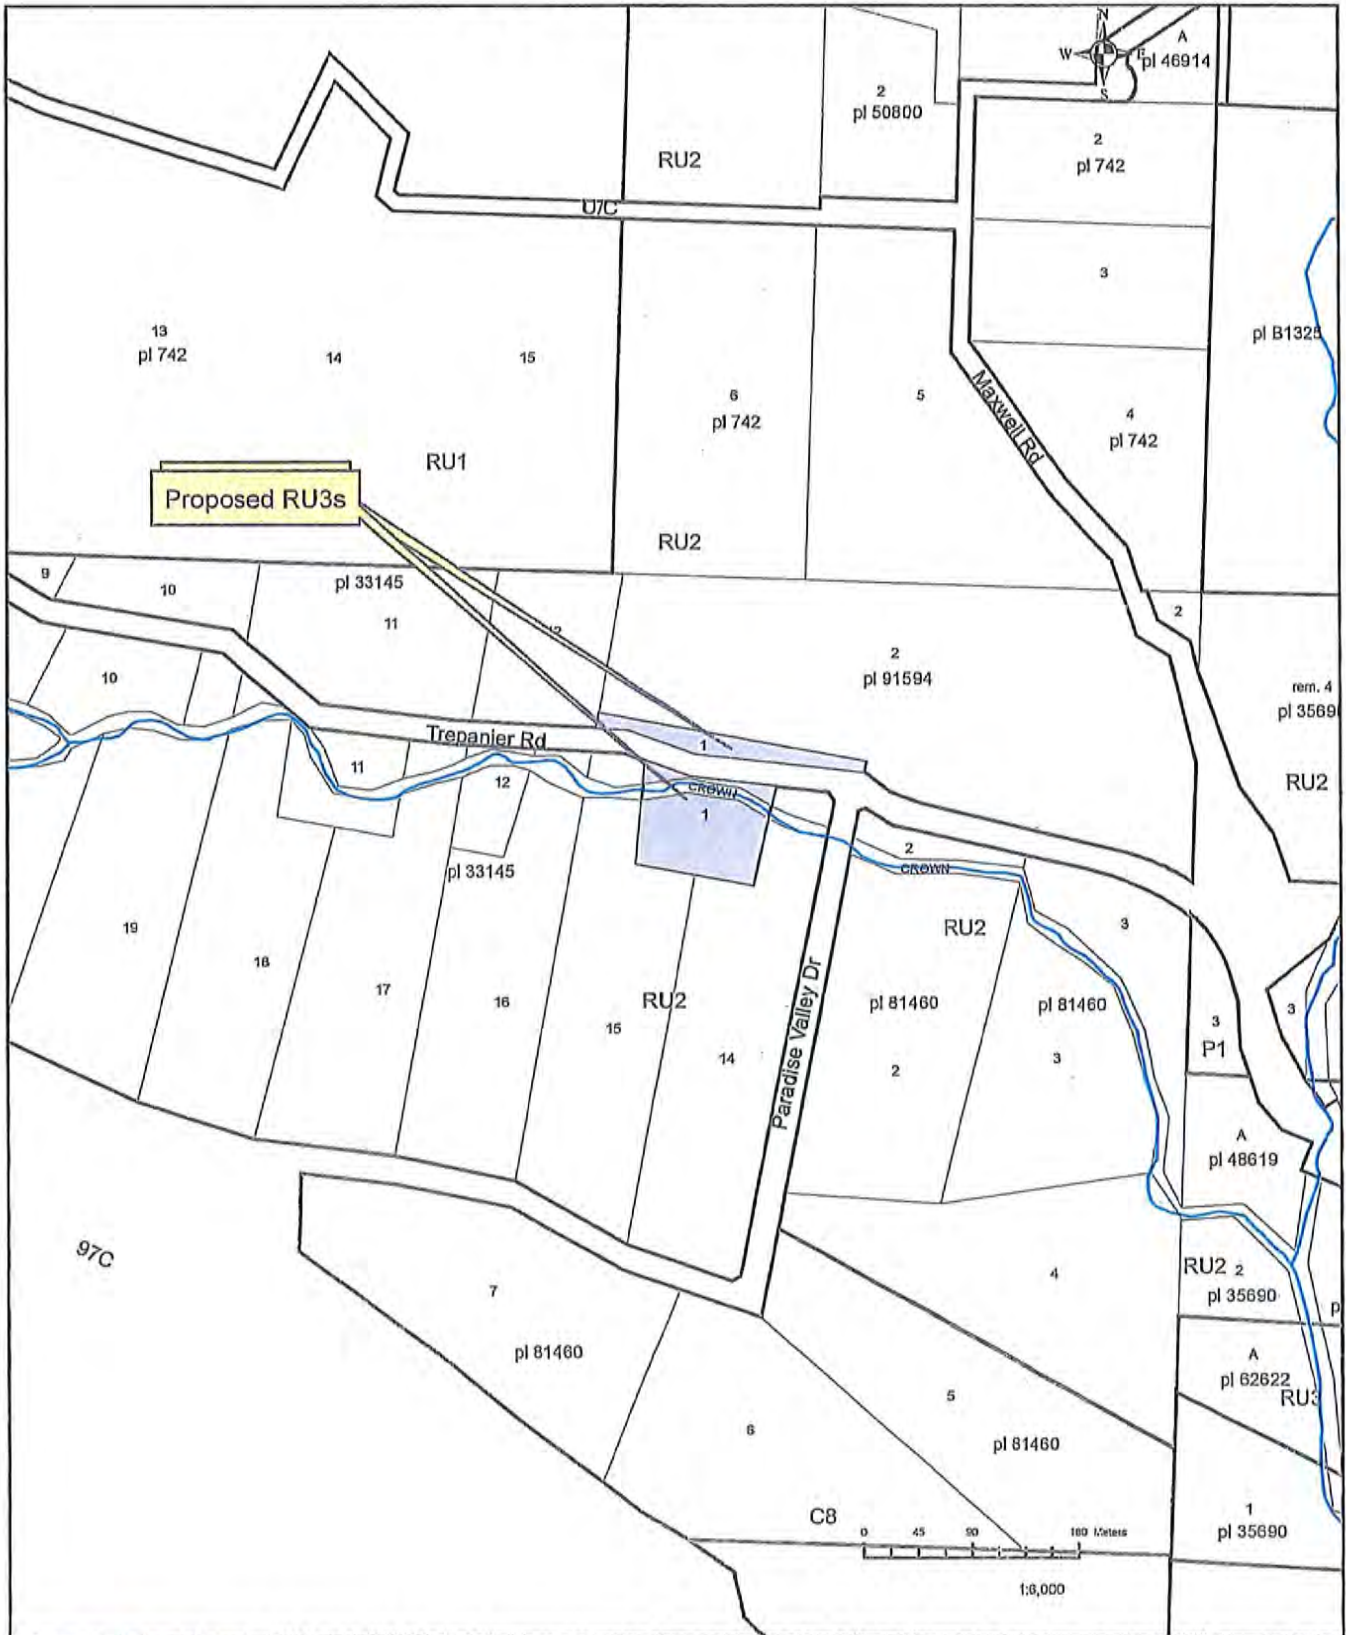 N
W
E
S
A
pl 46914
2
pl 50800
RU2
2
pl 742
U/C
3
13
pl 742
14
15
pl B1325
6
pl 742
5
Maxwell Rd
4
pl 742
RU1
Proposed RU3s
RU2
9
10
pl 33145
11
12
2
2
pl 91594
10
rem. 4
pl 3569
Trepanier Rd
1
11
12
CROWN
1
RU2
2
CROWN
pl 33145
19
18
17
16
15
RU2
14
Paradise Valley Dr
RU2
pl 81460
2
3
pl 81460
3
3
P1
3
A
pl 48619
97C
7
pl 81460
4
RU2 2
pl 35690
p
A
pl 62622
RU3
6
5
pl 81460
C8
0 45 90 180 Meters
1:6,000
1
pl 35690